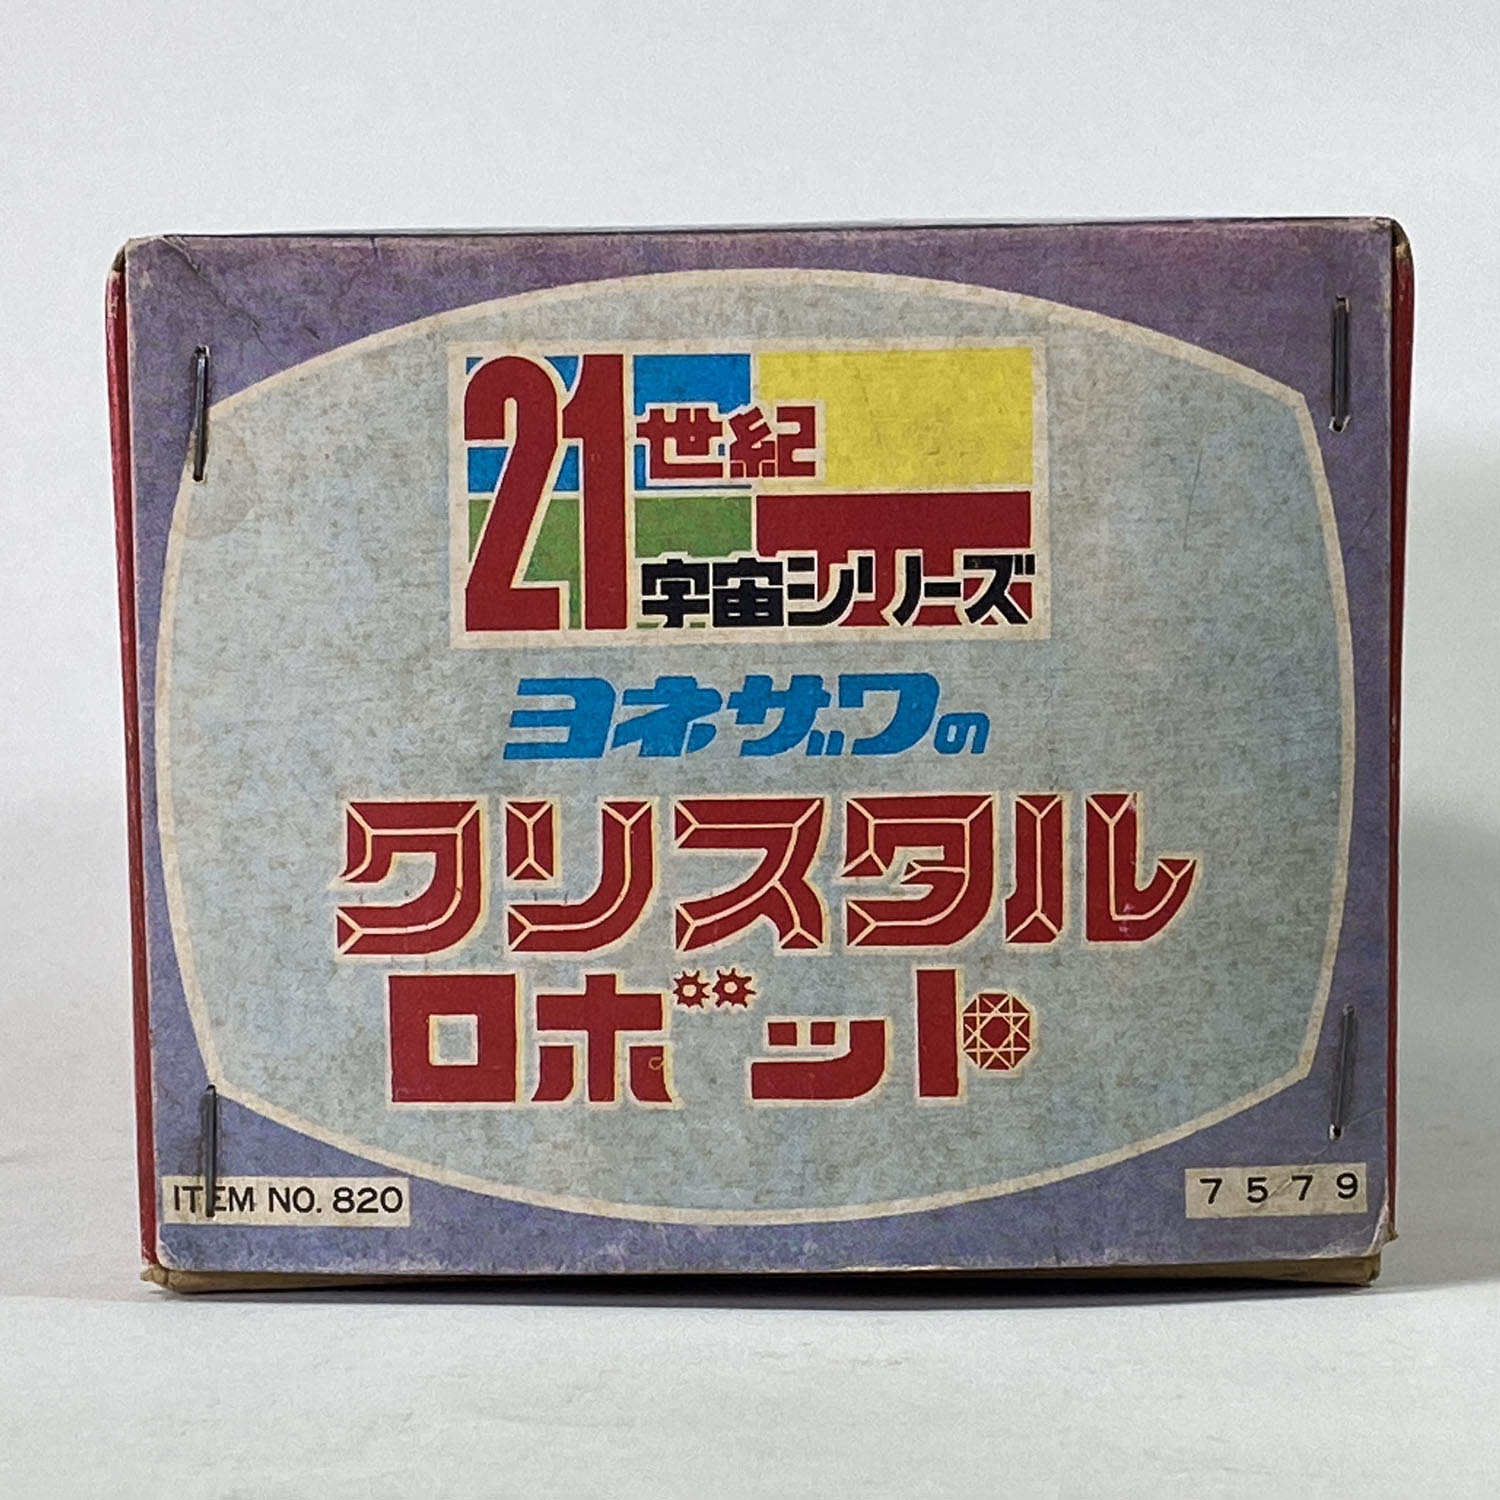 21世紀
宇宙シリーズ
ヨネザワの
クリスタル
ロボット
ITEM NO. 820
7579